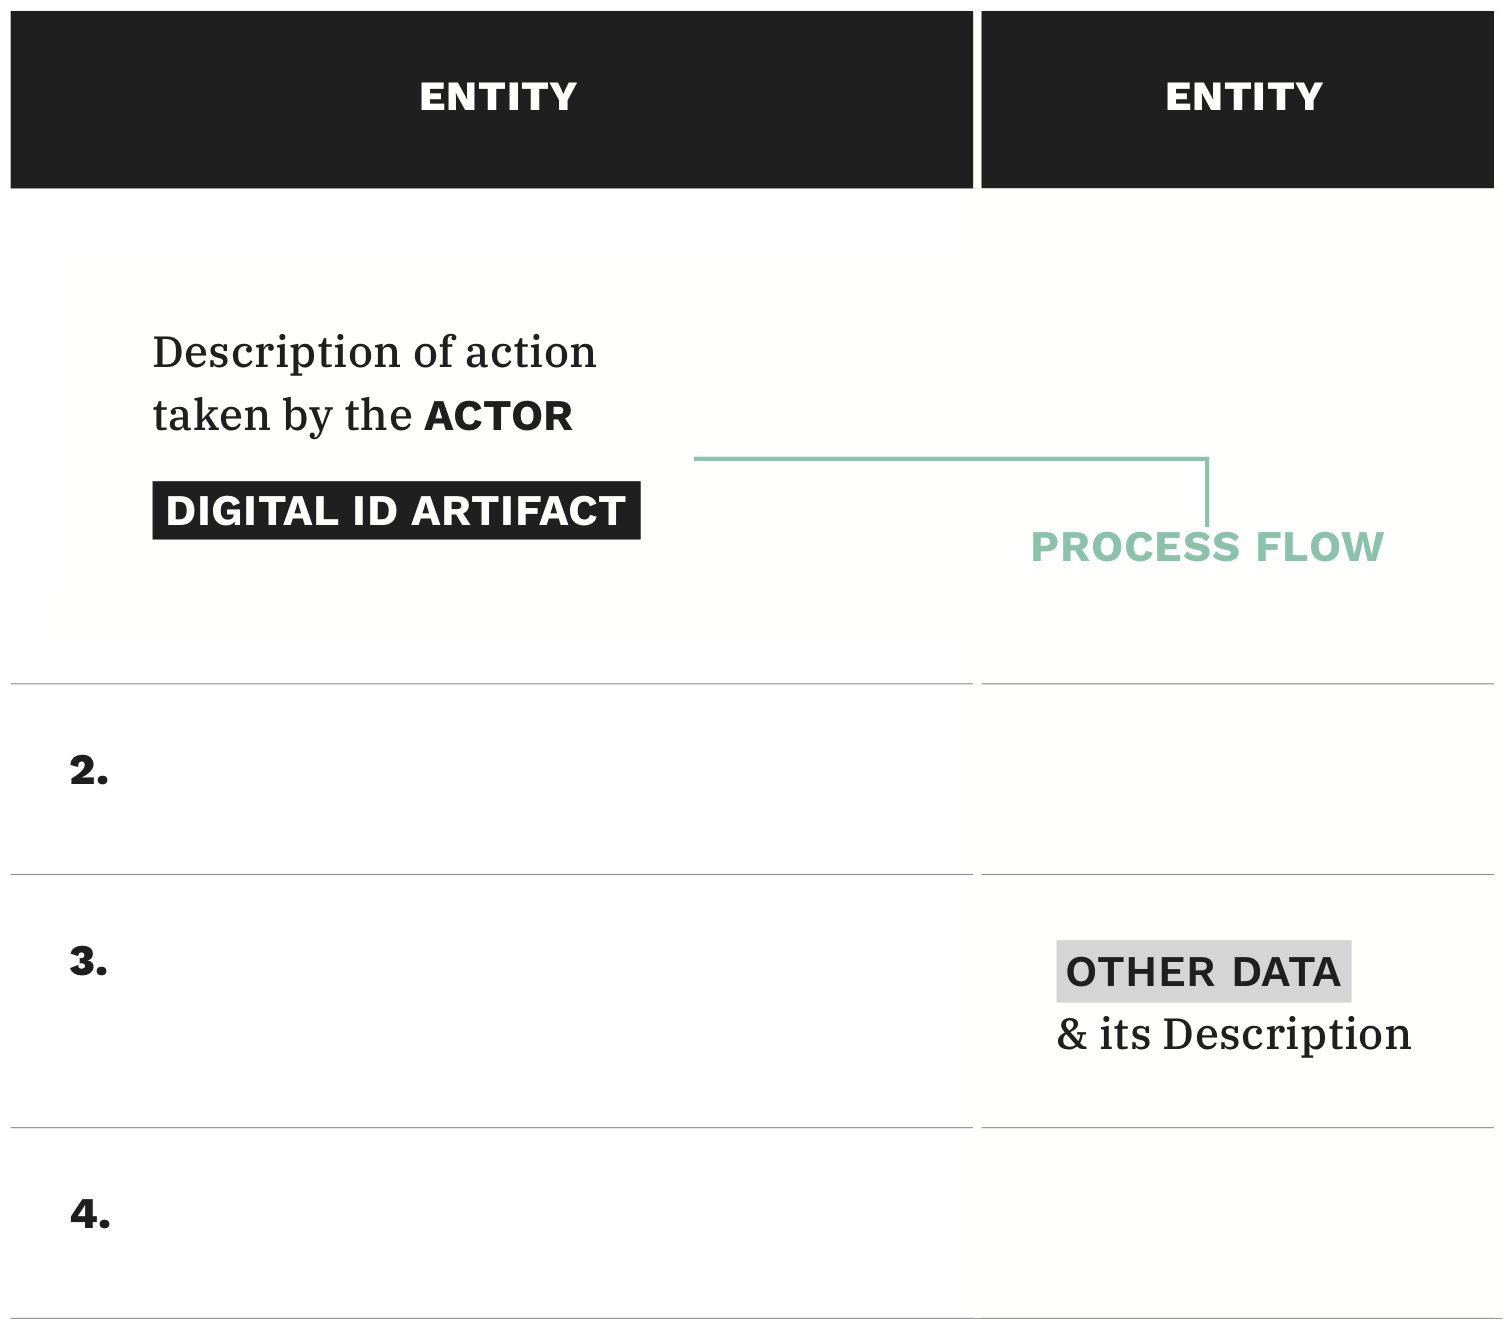 ENTITY
ENTITY
Description of action
taken by the ACTOR
DIGITAL ID ARTIFACT
PROCESS FLOW
2.
3.
OTHER DATA
& its Description
4.